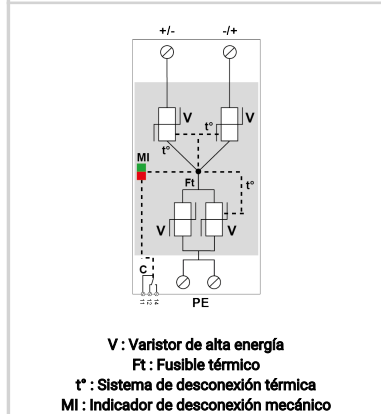 +/- -/+
V V
t°
t°
MI
Ft t°
V V
C
PE
V : Varistor de alta energía
Ft : Fusible térmico
t° : Sistema de desconexión térmica
MI : Indicador de desconexión mecánico